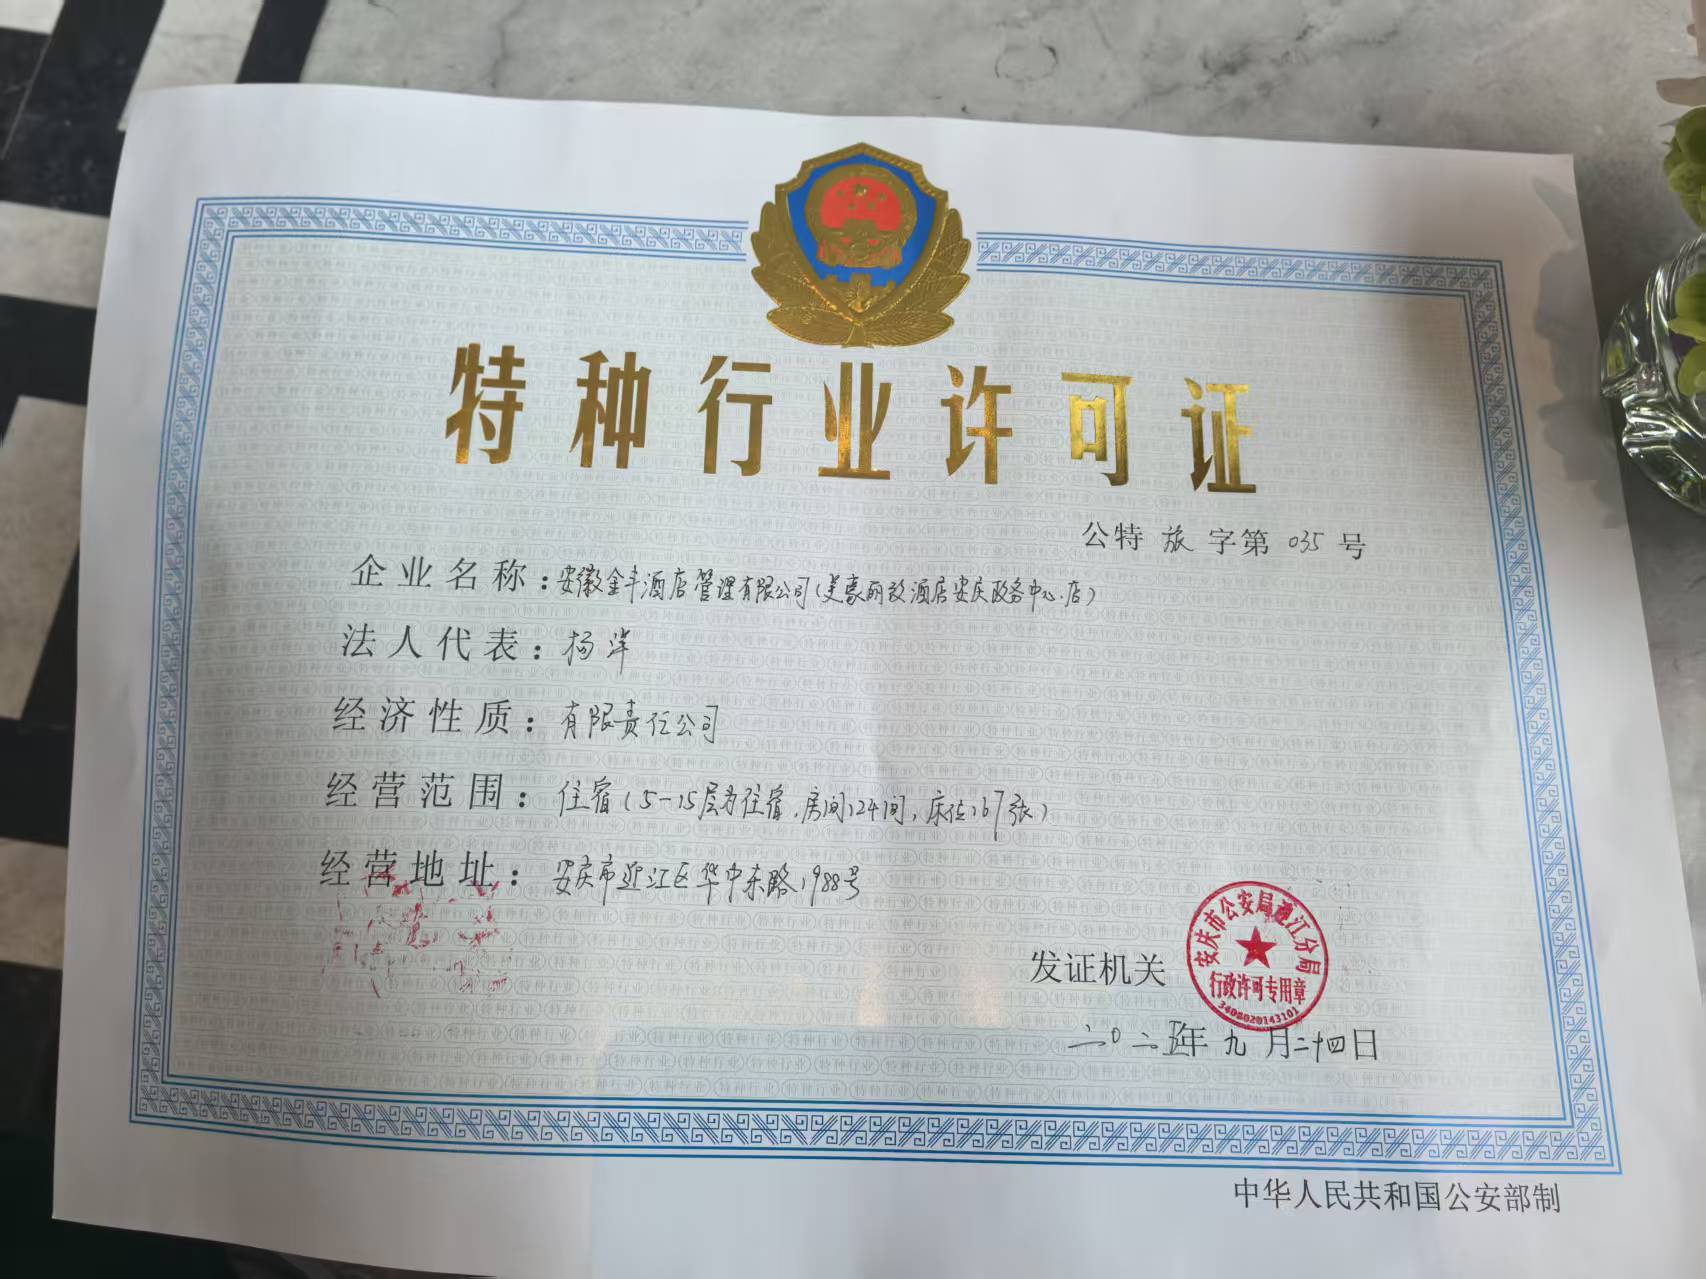 特种行业许可证
公特 旅 字第 035 号
企业名称：安徽金丰酒店管理有限公司（美豪丽致酒店安庆政务中心店）
法人代表：杨洋
经济性质：有限责任公司
经营范围：住宿（5-15层为住宿，房间124间，床位167张）
经营地址：安庆市迎江区华中东路1988号
发证机关
安庆市公安局迎江分局
行政许可专用章
3408020143101
二〇二五年九月二十四日
中华人民共和国公安部制